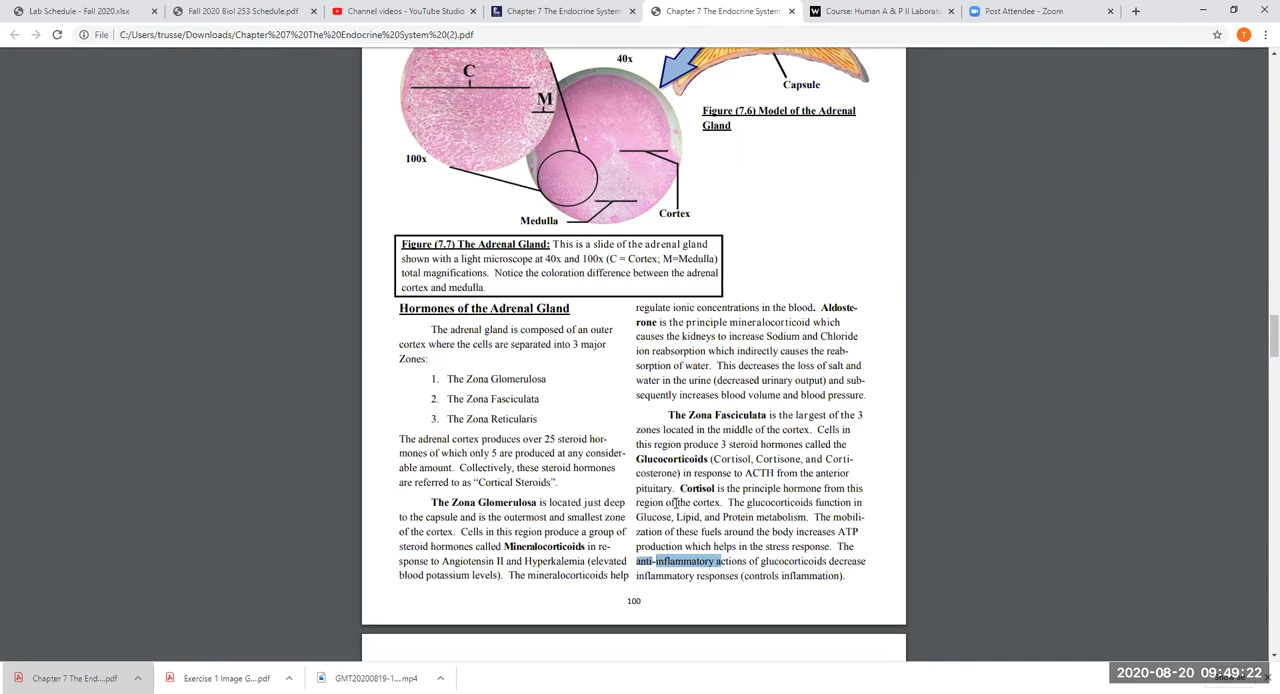 Lab Schedule - Fall 2020.xlsx
Fall 2020 Biol 253 Schedule.pdf
Channel videos - YouTube Studio
Chapter 7 The Endocrine System
Chapter 7 The Endocrine System
Course: Human A & P II Laborat
Post Attendee - Zoom
File
C:/Users/trusse/Downloads/Chapter%207%20The%20Endocrine%20System%20(2).pdf
T
40x
C
M
100x
Capsule
Figure (7.6) Model of the Adrenal
Gland
Medulla
Cortex
Figure (7.7) The Adrenal Gland: This is a slide of the adrenal gland
shown with a light microscope at 40x and 100x (C = Cortex; M=Medulla)
total magnifications. Notice the coloration difference between the adrenal
cortex and medulla.
Hormones of the Adrenal Gland
The adrenal gland is composed of an outer
cortex where the cells are separated into 3 major
Zones:
1. The Zona Glomerulosa
2. The Zona Fasciculata
3. The Zona Reticularis
The adrenal cortex produces over 25 steroid hor-
mones of which only 5 are produced at any consider-
able amount. Collectively, these steroid hormones
are referred to as “Cortical Steroids”.
The Zona Glomerulosa is located just deep
to the capsule and is the outermost and smallest zone
of the cortex. Cells in this region produce a group of
steroid hormones called Mineralocorticoids in re-
sponse to Angiotensin II and Hyperkalemia (elevated
blood potassium levels). The mineralocorticoids help
regulate ionic concentrations in the blood. Aldoste-
rone is the principle mineralocorticoid which
causes the kidneys to increase Sodium and Chloride
ion reabsorption which indirectly causes the reab-
sorption of water. This decreases the loss of salt and
water in the urine (decreased urinary output) and sub-
sequently increases blood volume and blood pressure.
The Zona Fasciculata is the largest of the 3
zones located in the middle of the cortex. Cells in
this region produce 3 steroid hormones called the
Glucocorticoids (Cortisol, Cortisone, and Corti-
costerone) in response to ACTH from the anterior
pituitary. Cortisol is the principle hormone from this
region of the cortex. The glucocorticoids function in
Glucose, Lipid, and Protein metabolism. The mobili-
zation of these fuels around the body increases ATP
production which helps in the stress response. The
anti-inflammatory actions of glucocorticoids decrease
inflammatory responses (controls inflammation).
100
Chapter 7 The End....pdf
Exercise 1 Image G...pdf
GMT20200819-1....mp4
2020-08-20 09:49:22